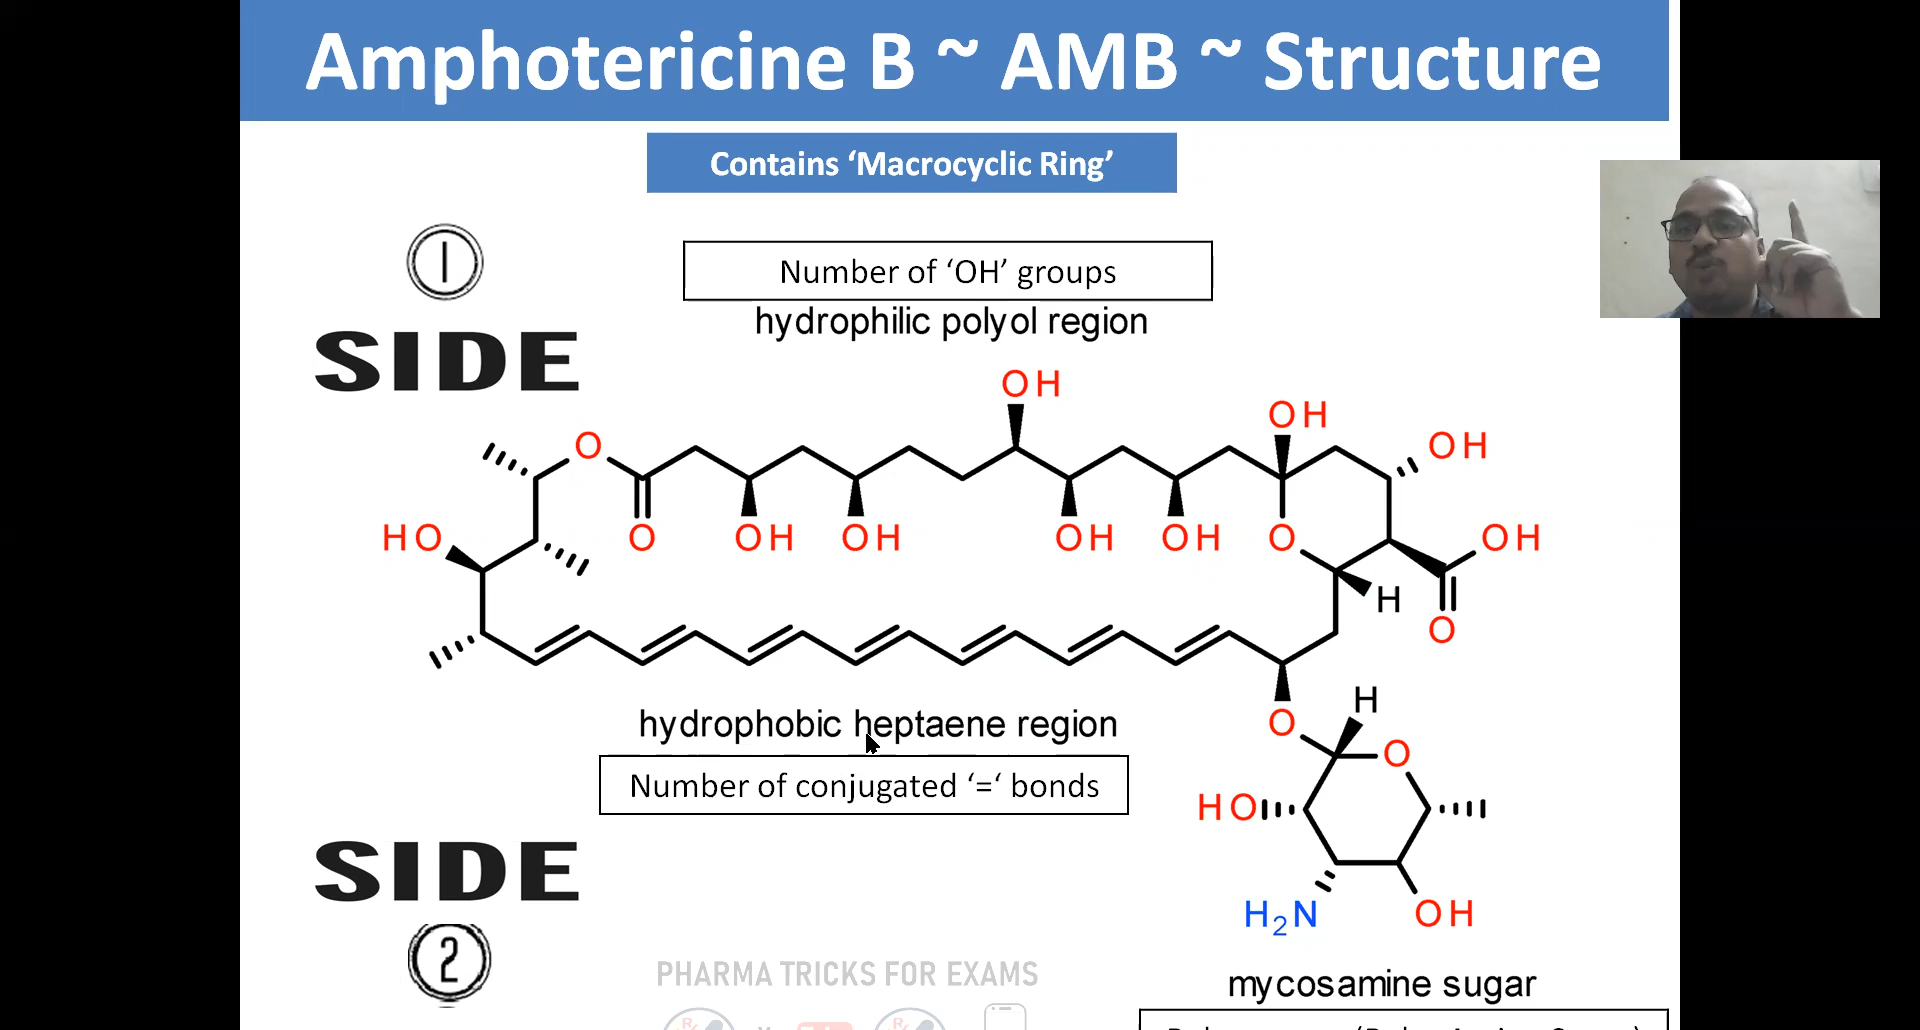 Amphotericine B ~ AMB ~ Structure
Contains ‘Macrocyclic Ring’
1
SIDE
Number of ‘OH’ groups
hydrophilic polyol region
OH
OH
OH
O
HO
O
OH
OH
OH
OH
O
OH
H
O
hydrophobic heptaene region
Number of conjugated ‘=‘ bonds
H
O
O
HO
H2N
OH
SIDE
2
PHARMA TRICKS FOR EXAMS
mycosamine sugar